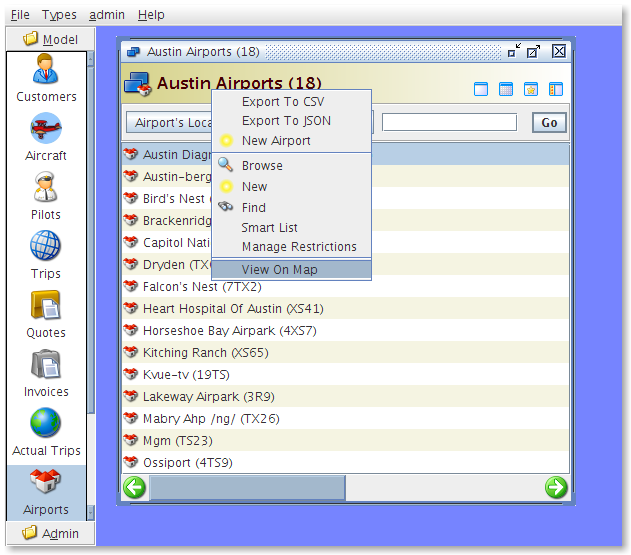 File Types admin Help
Model
Customers
Aircraft
Pilots
Trips
Quotes
Invoices
Actual Trips
Airports
Admin
Austin Airports (18)
Austin Airports (18)
Airport's Loca
Go
Austin Diagn
Austin-berg
Bird's Nest
Brackenridg
Capitol Nati
Dryden (TX
Falcon's Nest (7TX2)
Heart Hospital Of Austin (XS41)
Horseshoe Bay Airpark (4XS7)
Kitching Ranch (XS65)
Kvue-tv (19TS)
Lakeway Airpark (3R9)
Mabry Ahp /ng/ (TX26)
Mgm (TS23)
Ossiport (4TS9)
Export To CSV
Export To JSON
New Airport
Browse
New
Find
Smart List
Manage Restrictions
View On Map